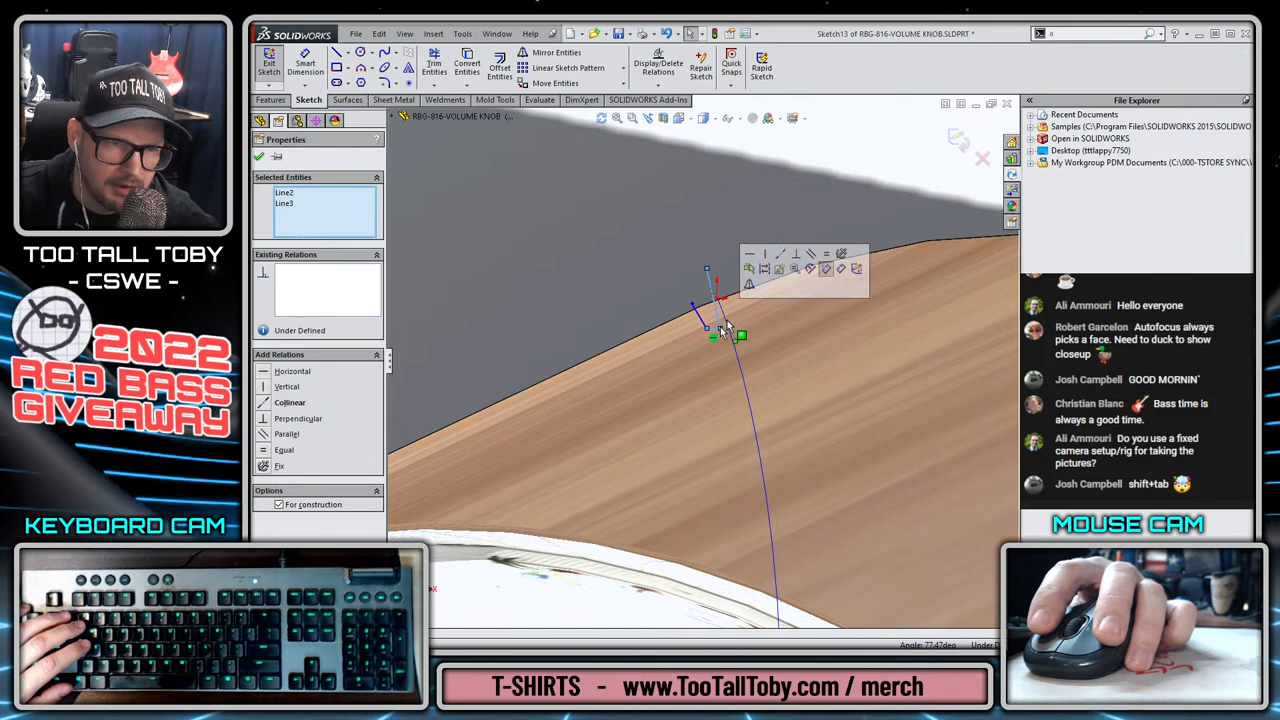 TOO TALL TOBY
TOO TALL TOBY
- CSWE -
2022
RED BASS
GIVEAWAY
KEYBOARD CAM
SOLIDWORKS
File
Edit
View
Insert
Tools
Window
Help
Sketch13 of RBG-816-VOLUME KNOB.SLDPRT *
a
Exit
Sketch
Smart
Dimension
Trim
Entities
Convert
Entities
Offset
Entities
Mirror Entities
Linear Sketch Pattern
Move Entities
Display/Delete
Relations
Repair
Sketch
Quick
Snaps
Rapid
Sketch
Features
Sketch
Surfaces
Sheet Metal
Weldments
Mold Tools
Evaluate
DimXpert
SOLIDWORKS Add-Ins
RBG-816-VOLUME KNOB (...
Properties
Selected Entities
Line2
Line3
Existing Relations
Under Defined
Add Relations
Horizontal
Vertical
Collinear
Perpendicular
Parallel
Equal
Fix
Options
For construction
Angle: 77.47deg
Under D
File Explorer
Recent Documents
Samples (C:\Program Files\SOLIDWORKS 2015\SOLIDWO
Open in SOLIDWORKS
Desktop (tttlappy7750)
My Workgroup PDM Documents (C:\000-TSTORE SYNC\V
Ali Ammouri Hello everyone
Robert Garcelon Autofocus always
picks a face. Need to duck to show
closeup
Josh Campbell GOOD MORNIN`
Christian Blanc Bass time is
always a good time.
Ali Ammouri Do you use a fixed
camera setup/rig for taking the
pictures?
Josh Campbell shift+tab
MOUSE CAM
T-SHIRTS - www.TooTallToby.com / merch